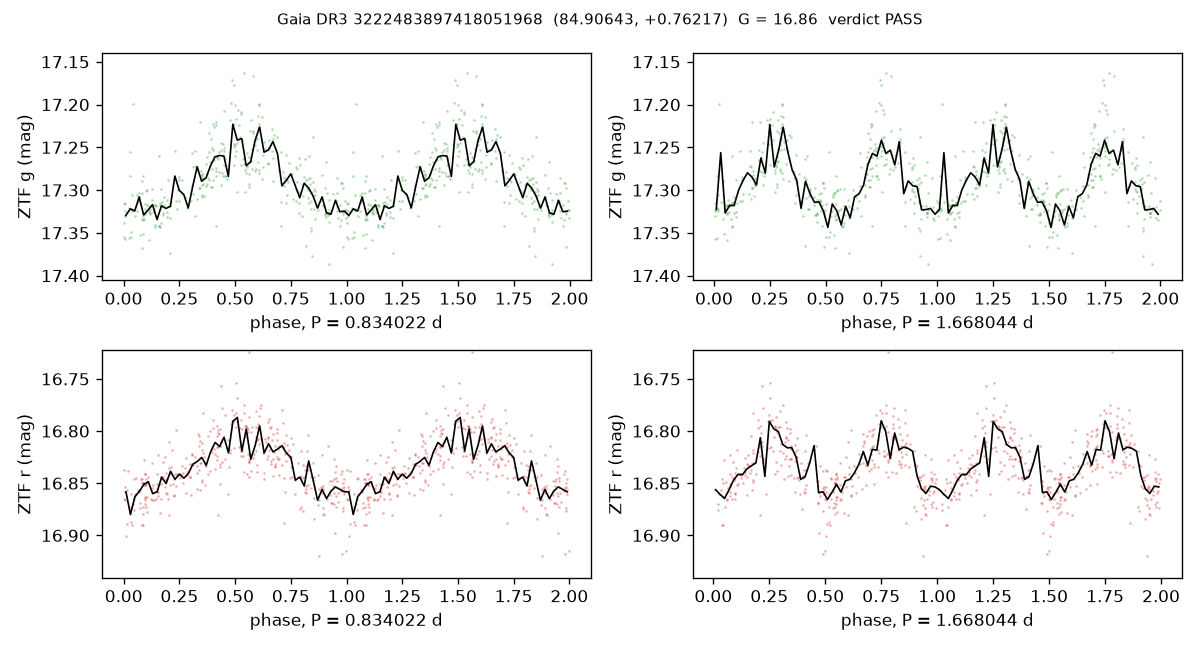 Gaia DR3 3222483897418051968  (84.90643, +0.76217)  G = 16.86  verdict PASS
ZTF g (mag)
17.15
17.20
17.25
17.30
17.35
17.40
0.00 0.25 0.50 0.75 1.00 1.25 1.50 1.75 2.00
phase, P = 0.834022 d
ZTF g (mag)
17.15
17.20
17.25
17.30
17.35
17.40
0.00 0.25 0.50 0.75 1.00 1.25 1.50 1.75 2.00
phase, P = 1.668044 d
ZTF r (mag)
16.75
16.80
16.85
16.90
0.00 0.25 0.50 0.75 1.00 1.25 1.50 1.75 2.00
phase, P = 0.834022 d
ZTF r (mag)
16.75
16.80
16.85
16.90
0.00 0.25 0.50 0.75 1.00 1.25 1.50 1.75 2.00
phase, P = 1.668044 d